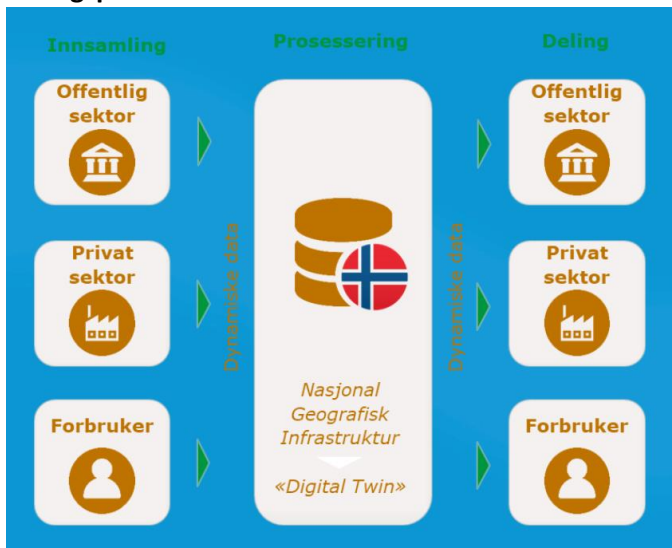 Innsamling
Prosessering
Deling
Offentlig
sektor
Privat
sektor
Forbruker
Dynamiske data
Nasjonal
Geografisk
Infrastruktur
«Digital Twin»
Dynamiske data
Offentlig
sektor
Privat
sektor
Forbruker